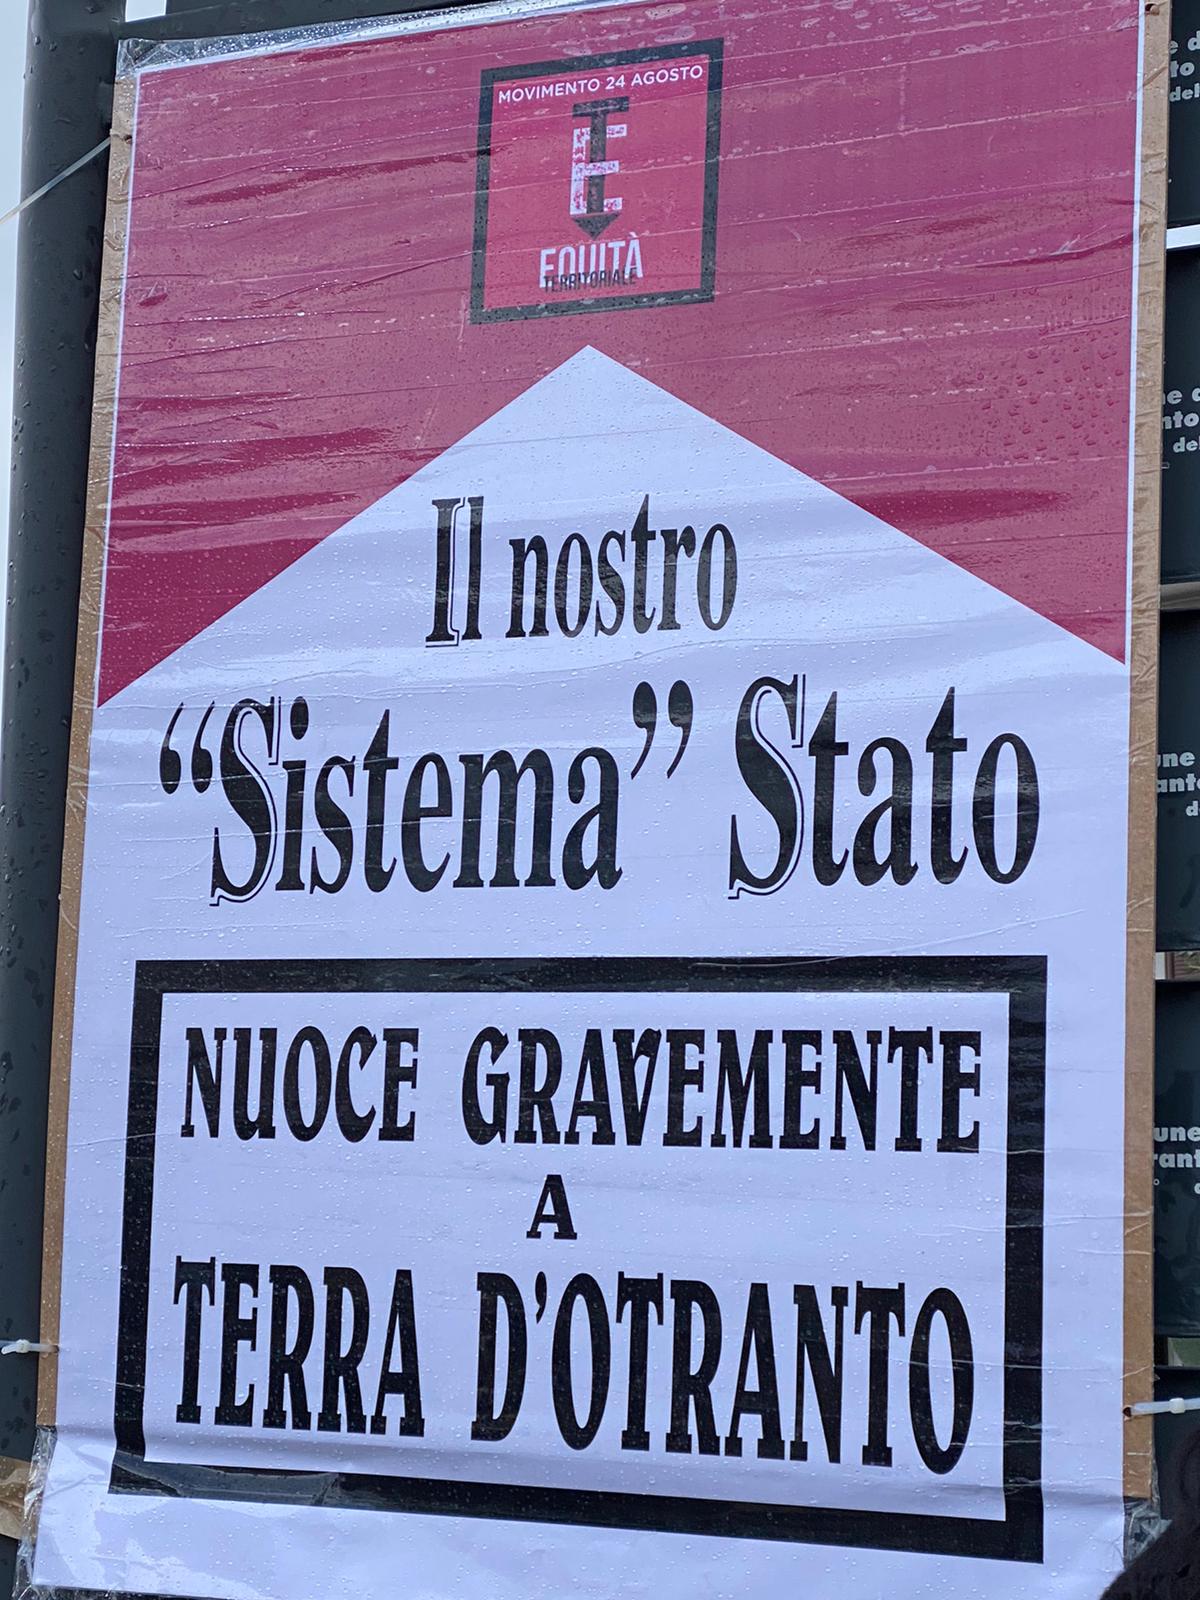 MOVIMENTO 24 AGOSTO
E
EQUITÀ
TERRITORIALE
Il nostro
“Sistema” Stato
NUOCE GRAVEMENTE
A
TERRA D’OTRANTO